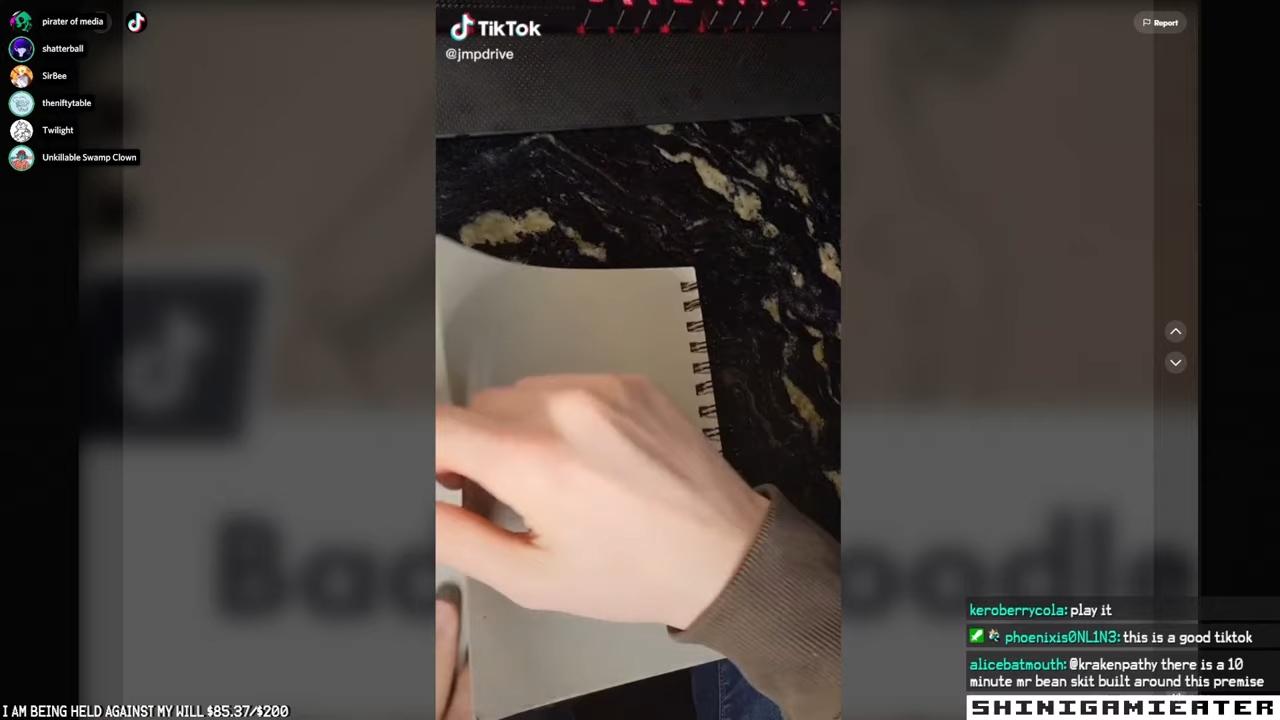 pirater of media
shatterball
SirBee
theniftytable
Twilight
Unkillable Swamp Clown
TikTok
@jmpdrive
Report
Bad
oodle
keroberrycola: play it
phoenixis0NL1N3: this is a good tiktok
alicebatmouth: @krakenpathy there is a 10
minute mr bean skit built around this premise
I AM BEING HELD AGAINST MY WILL $85.37/$200
SHINIGAMIEATER